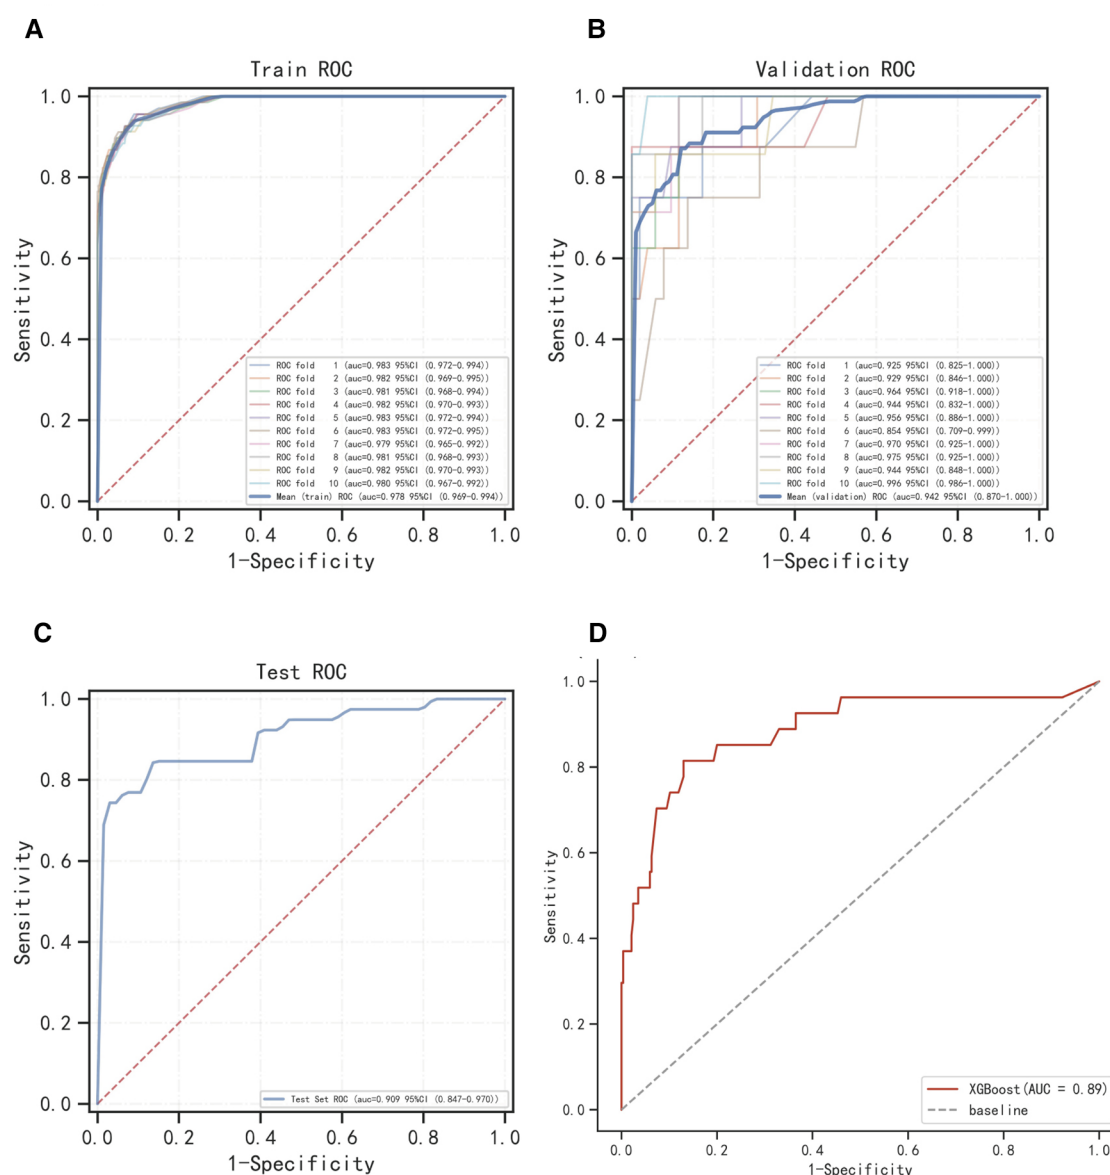 A
Train ROC
1.0
0.8
0.6
0.4
0.2
0.0
Sensitivity
ROC fold 1 (auc=0.983 95%CI (0.972-0.994))
ROC fold 2 (auc=0.982 95%CI (0.969-0.995))
ROC fold 3 (auc=0.981 95%CI (0.968-0.994))
ROC fold 4 (auc=0.982 95%CI (0.970-0.993))
ROC fold 5 (auc=0.983 95%CI (0.972-0.994))
ROC fold 6 (auc=0.983 95%CI (0.972-0.995))
ROC fold 7 (auc=0.979 95%CI (0.965-0.992))
ROC fold 8 (auc=0.981 95%CI (0.968-0.993))
ROC fold 9 (auc=0.982 95%CI (0.970-0.993))
ROC fold 10 (auc=0.980 95%CI (0.967-0.992))
Mean (train) ROC (auc=0.978 95%CI (0.969-0.994))
0.0 0.2 0.4 0.6 0.8 1.0
1-Specificity
B
Validation ROC
1.0
0.8
0.6
0.4
0.2
0.0
Sensitivity
ROC fold 1 (auc=0.925 95%CI (0.825-1.000))
ROC fold 2 (auc=0.929 95%CI (0.846-1.000))
ROC fold 3 (auc=0.964 95%CI (0.918-1.000))
ROC fold 4 (auc=0.944 95%CI (0.832-1.000))
ROC fold 5 (auc=0.956 95%CI (0.886-1.000))
ROC fold 6 (auc=0.854 95%CI (0.709-0.999))
ROC fold 7 (auc=0.970 95%CI (0.925-1.000))
ROC fold 8 (auc=0.975 95%CI (0.925-1.000))
ROC fold 9 (auc=0.944 95%CI (0.848-1.000))
ROC fold 10 (auc=0.996 95%CI (0.986-1.000))
Mean (validation) ROC (auc=0.942 95%CI (0.870-1.000))
0.0 0.2 0.4 0.6 0.8 1.0
1-Specificity
C
Test ROC
1.0
0.8
0.6
0.4
0.2
0.0
Sensitivity
Test Set ROC (auc=0.909 95%CI (0.847-0.970))
0.0 0.2 0.4 0.6 0.8 1.0
1-Specificity
D
1.0
0.8
0.6
0.4
0.2
0.0
Sensitivity
XGBoost(AUC = 0.89)
baseline
0.0 0.2 0.4 0.6 0.8 1.0
1-Specificity